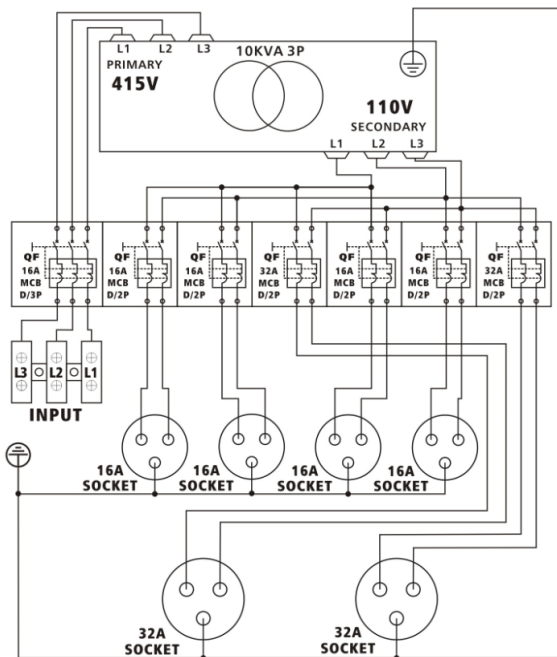 L1 L2 L3
10KVA 3P
PRIMARY
415V
110V
SECONDARY
L1 L2 L3
QF
16A
MCB
D/3P
QF
16A
MCB
D/2P
QF
16A
MCB
D/2P
QF
32A
MCB
D/2P
QF
16A
MCB
D/2P
QF
16A
MCB
D/2P
QF
32A
MCB
D/2P
L3 L2 L1
INPUT
16A
SOCKET
16A
SOCKET
16A
SOCKET
16A
SOCKET
32A
SOCKET
32A
SOCKET